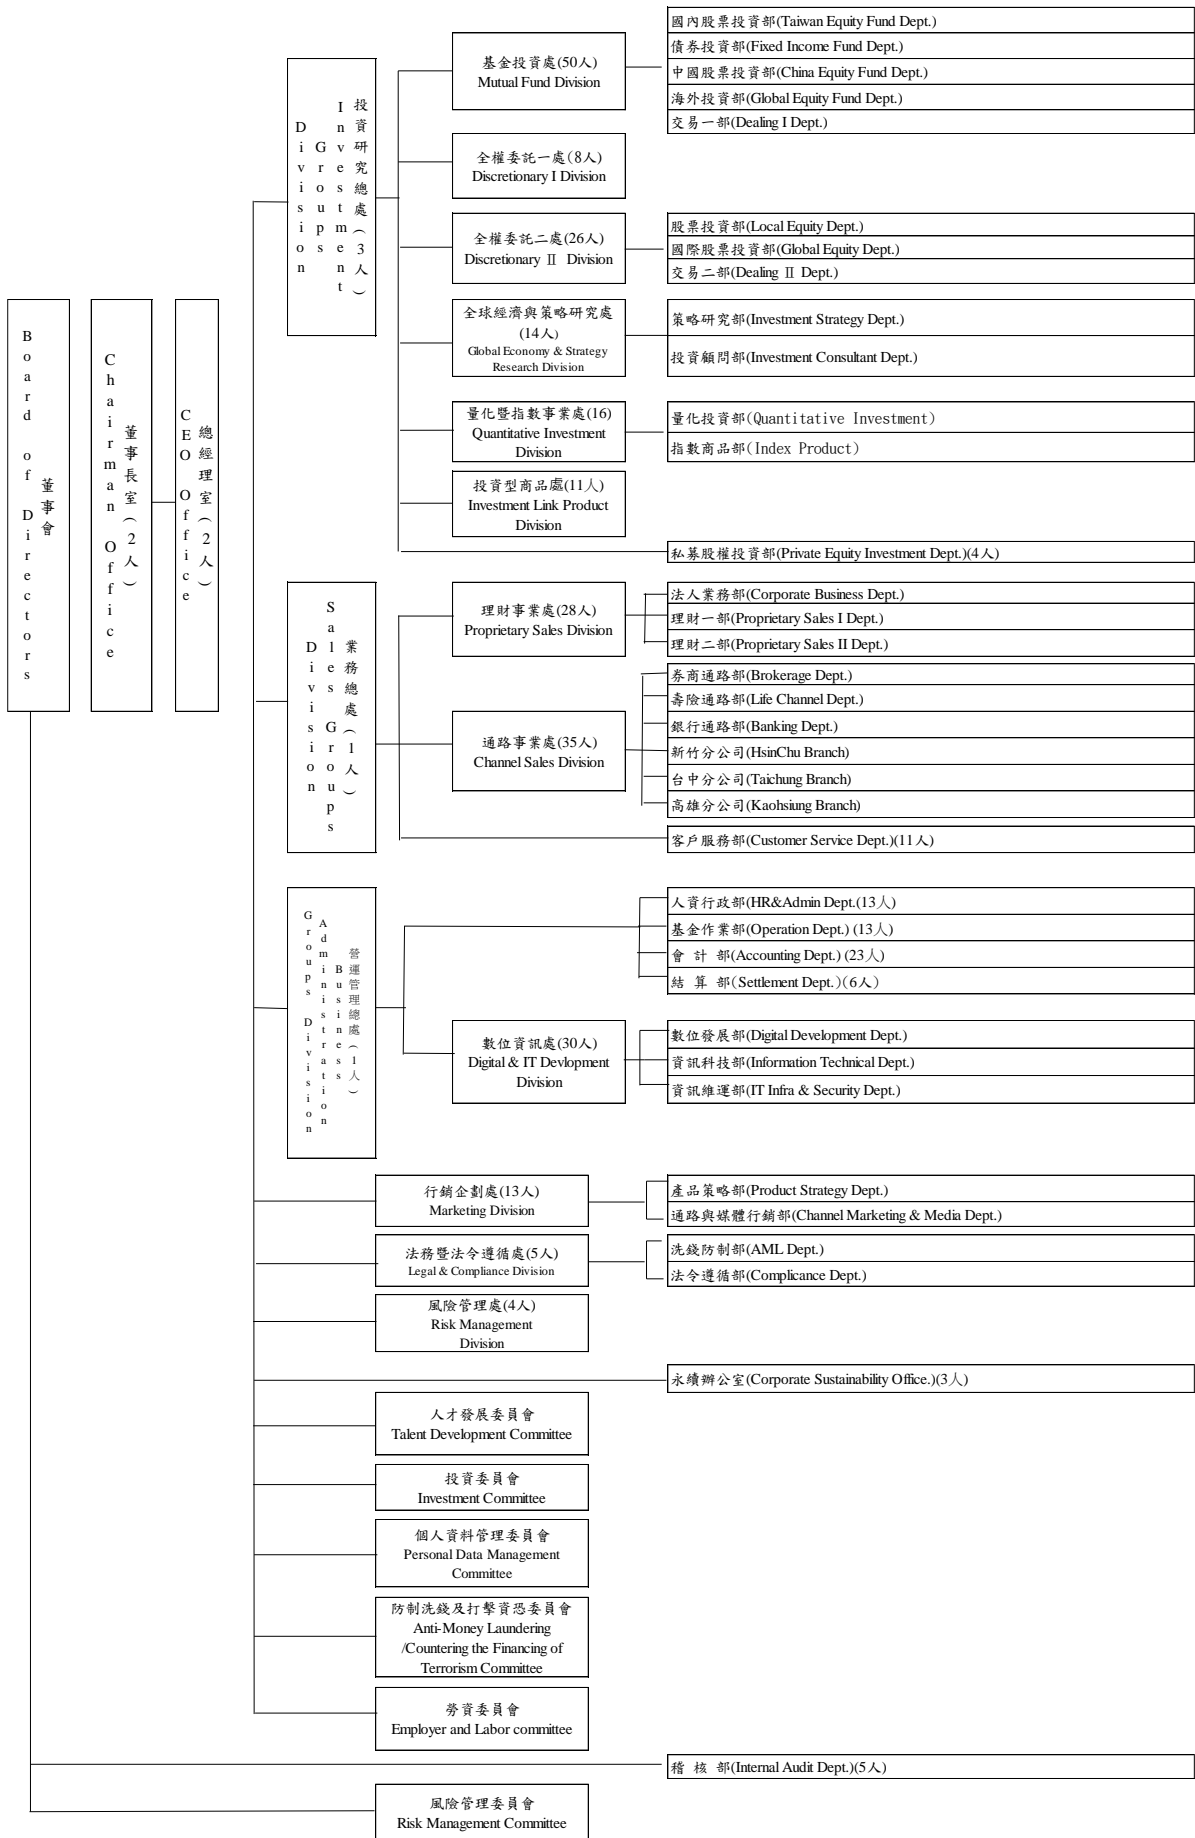 董事會
Board of Directors
董事長室(2人)
Chairman Office
總經理室(2人)
CEO Office
投資研究總處(3人)
Investment
Groups
Division
基金投資處(50人)
Mutual Fund Division
國內股票投資部(Taiwan Equity Fund Dept.)
債券投資部(Fixed Income Fund Dept.)
中國股票投資部(China Equity Fund Dept.)
海外投資部(Global Equity Fund Dept.)
交易一部(Dealing I Dept.)
全權委託一處(8人)
Discretionary I Division
全權委託二處(26人)
Discretionary Ⅱ Division
股票投資部(Local Equity Dept.)
國際股票投資部(Global Equity Dept.)
交易二部(Dealing Ⅱ Dept.)
全球經濟與策略研究處
(14人)
Global Economy & Strategy
Research Division
策略研究部(Investment Strategy Dept.)
投資顧問部(Investment Consultant Dept.)
量化暨指數事業處(16)
Quantitative Investment
Division
量化投資部(Quantitative Investment)
指數商品部(Index Product)
投資型商品處(11人)
Investment Link Product
Division
私募股權投資部(Private Equity Investment Dept.)(4人)
業務總處(1人)
Sales Groups
Division
理財事業處(28人)
Proprietary Sales Division
法人業務部(Corporate Business Dept.)
理財一部(Proprietary Sales I Dept.)
理財二部(Proprietary Sales II Dept.)
通路事業處(35人)
Channel Sales Division
券商通路部(Brokerage Dept.)
壽險通路部(Life Channel Dept.)
銀行通路部(Banking Dept.)
新竹分公司(HsinChu Branch)
台中分公司(Taichung Branch)
高雄分公司(Kaohsiung Branch)
客戶服務部(Customer Service Dept.)(11人)
營運管理總處(1人)
Business
Administration
Groups Division
人資行政部(HR&Admin Dept.(13人)
基金作業部(Operation Dept.) (13人)
會 計 部(Accounting Dept.) (23人)
結 算 部(Settlement Dept.)(6人)
數位資訊處(30人)
Digital & IT Devlopment
Division
數位發展部(Digital Development Dept.)
資訊科技部(Information Technical Dept.)
資訊維運部(IT Infra & Security Dept.)
行銷企劃處(13人)
Marketing Division
產品策略部(Product Strategy Dept.)
通路與媒體行銷部(Channel Marketing & Media Dept.)
法務暨法令遵循處(5人)
Legal & Compliance Division
洗錢防制部(AML Dept.)
法令遵循部(Complicance Dept.)
風險管理處(4人)
Risk Management
Division
永續辦公室(Corporate Sustainability Office.)(3人)
人才發展委員會
Talent Development Committee
投資委員會
Investment Committee
個人資料管理委員會
Personal Data Management
Committee
防制洗錢及打擊資恐委員會
Anti-Money Laundering
/Countering the Financing of
Terrorism Committee
勞資委員會
Employer and Labor committee
稽 核 部(Internal Audit Dept.)(5人)
風險管理委員會
Risk Management Committee